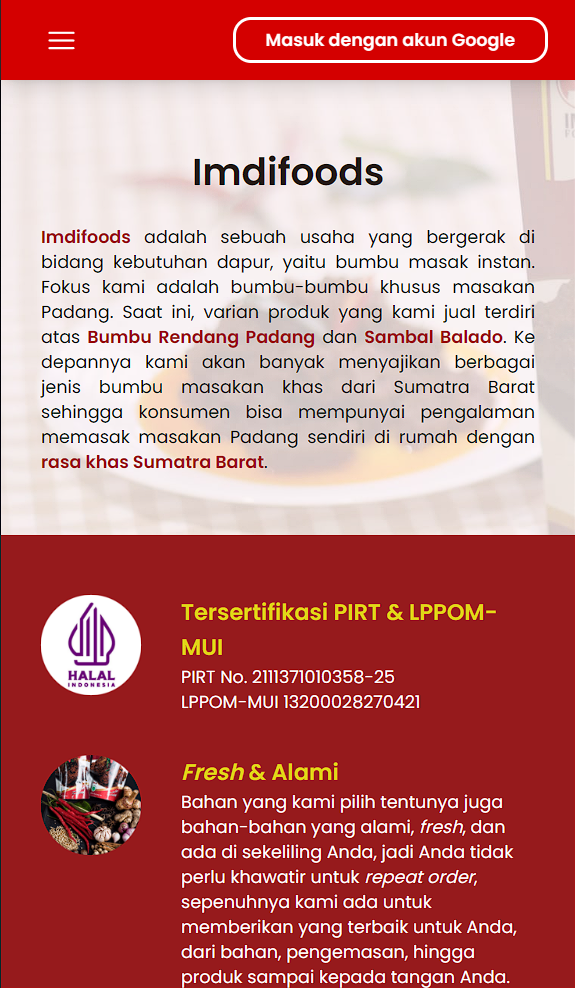 Masuk dengan akun Google
Imdifoods
Imdifoods adalah sebuah usaha yang bergerak di
bidang kebutuhan dapur, yaitu bumbu masak instan.
Fokus kami adalah bumbu-bumbu khusus masakan
Padang. Saat ini, varian produk yang kami jual terdiri
atas Bumbu Rendang Padang dan Sambal Balado. Ke
depannya kami akan banyak menyajikan berbagai
jenis bumbu masakan khas dari Sumatra Barat
sehingga konsumen bisa mempunyai pengalaman
memasak masakan Padang sendiri di rumah dengan
rasa khas Sumatra Barat.
HALAL
INDONESIA
Tersertifikasi PIRT & LPPOM-
MUI
PIRT No. 2111371010358-25
LPPOM-MUI 13200028270421
Fresh & Alami
Bahan yang kami pilih tentunya juga
bahan-bahan yang alami, fresh, dan
ada di sekeliling Anda, jadi Anda tidak
perlu khawatir untuk repeat order,
sepenuhnya kami ada untuk
memberikan yang terbaik untuk Anda,
dari bahan, pengemasan, hingga
produk sampai kepada tangan Anda.